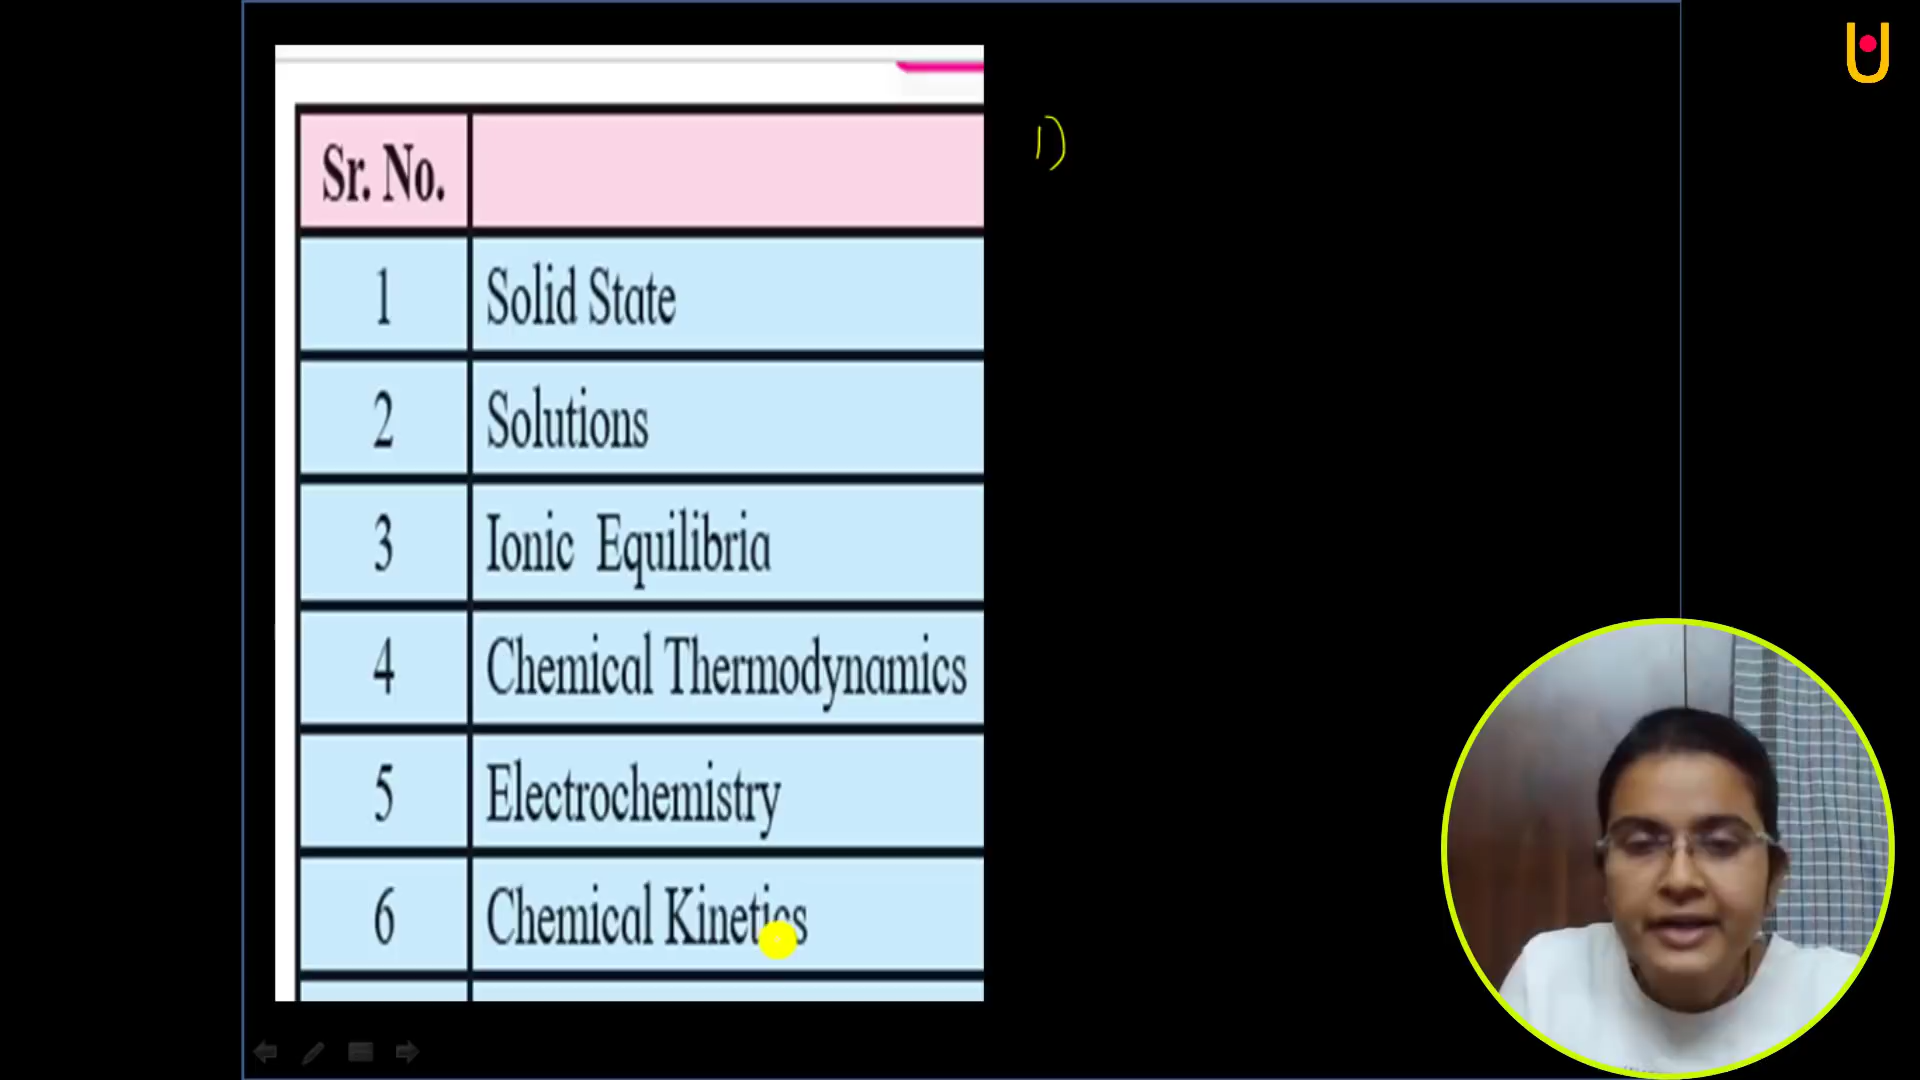 Sr. No.
1 Solid State
2 Solutions
3 Ionic Equilibria
4 Chemical Thermodynamics
5 Electrochemistry
6 Chemical Kinetics
1)